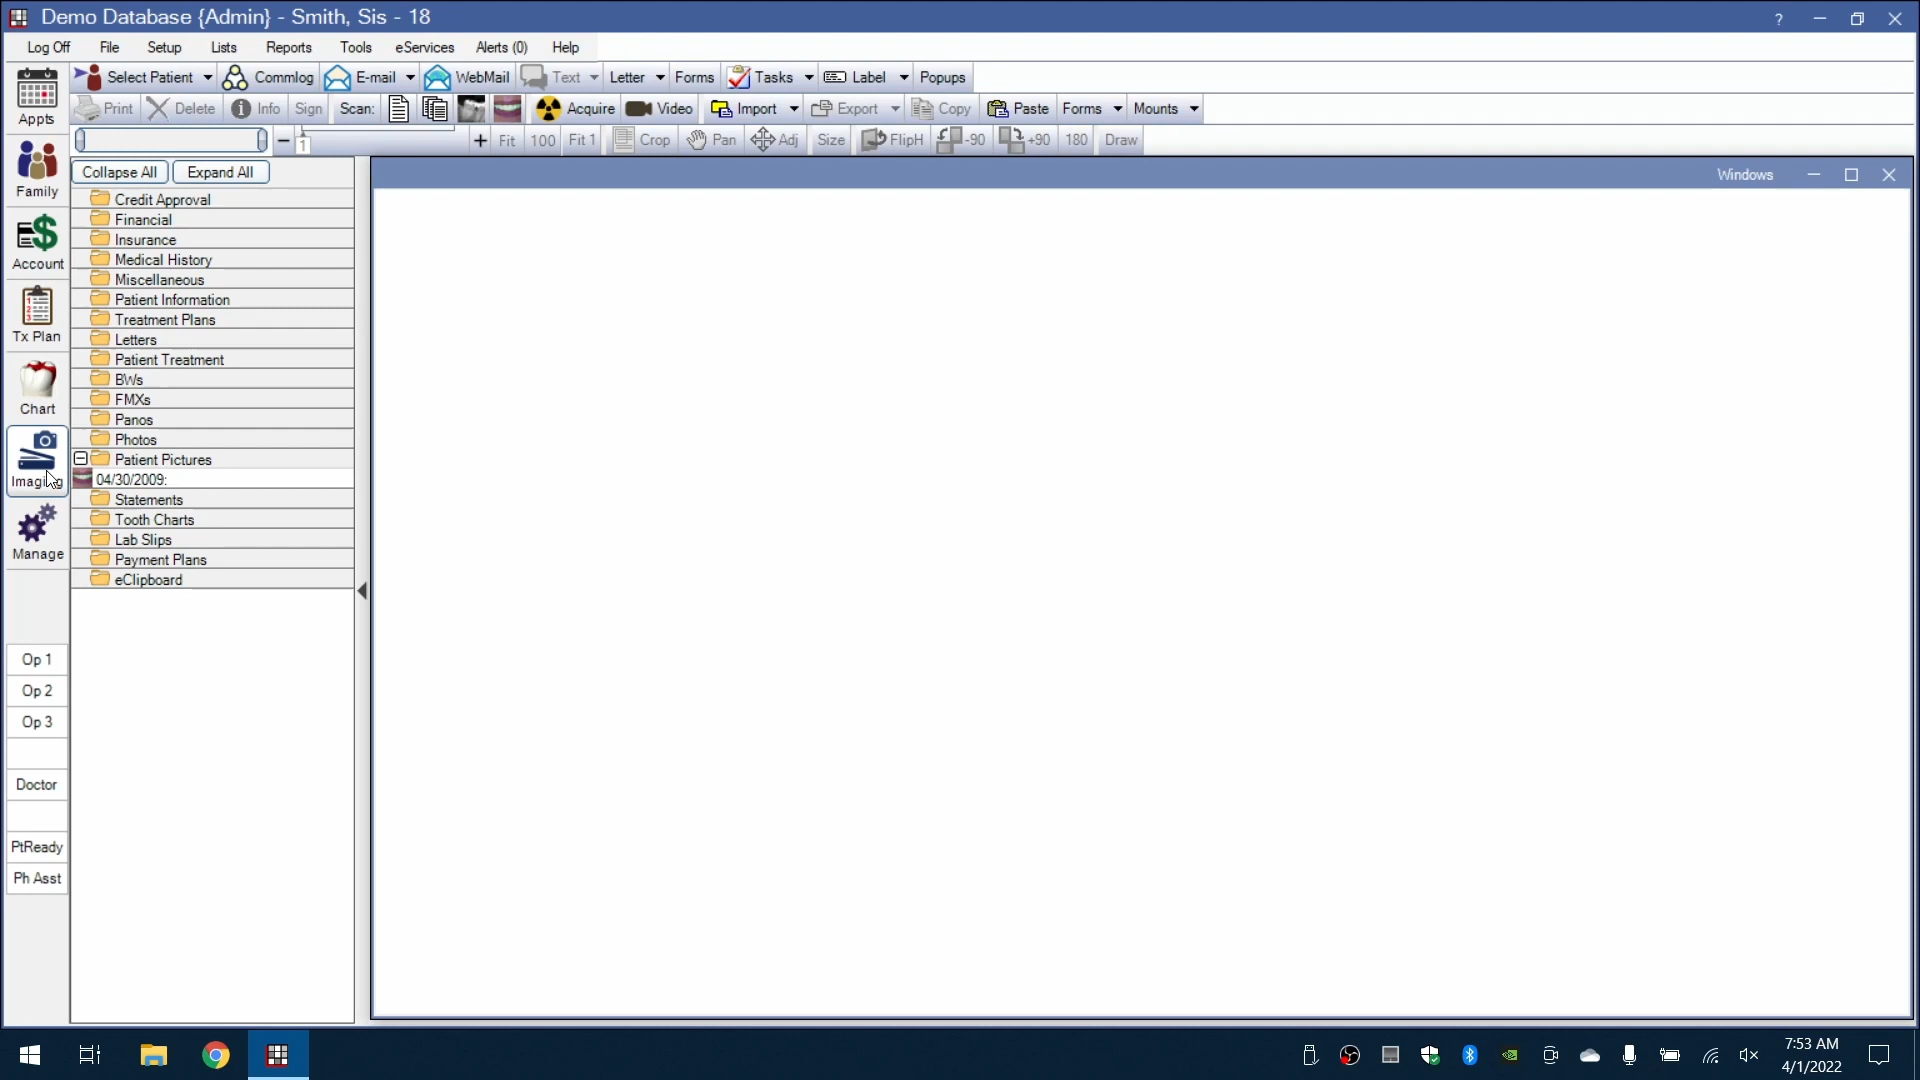 Demo Database {Admin} - Smith, Sis - 18
?
Log Off File Setup Lists Reports Tools eServices Alerts (0) Help
Select Patient Commlog E-mail WebMail Text Letter Forms Tasks Label Popups
Print Delete Info Sign Scan: Acquire Video Import Export Copy Paste Forms Mounts
1 Fit 100 Fit 1 Crop Pan Adj Size FlipH -90 +90 180 Draw
Appts
Family
Account
Tx Plan
Chart
Imaging
Manage
Op 1
Op 2
Op 3
Doctor
PtReady
Ph Asst
Collapse All Expand All
Credit Approval
Financial
Insurance
Medical History
Miscellaneous
Patient Information
Treatment Plans
Letters
Patient Treatment
BWs
FMXs
Panos
Photos
Patient Pictures
04/30/2009:
Statements
Tooth Charts
Lab Slips
Payment Plans
eClipboard
Windows
7:53 AM
4/1/2022